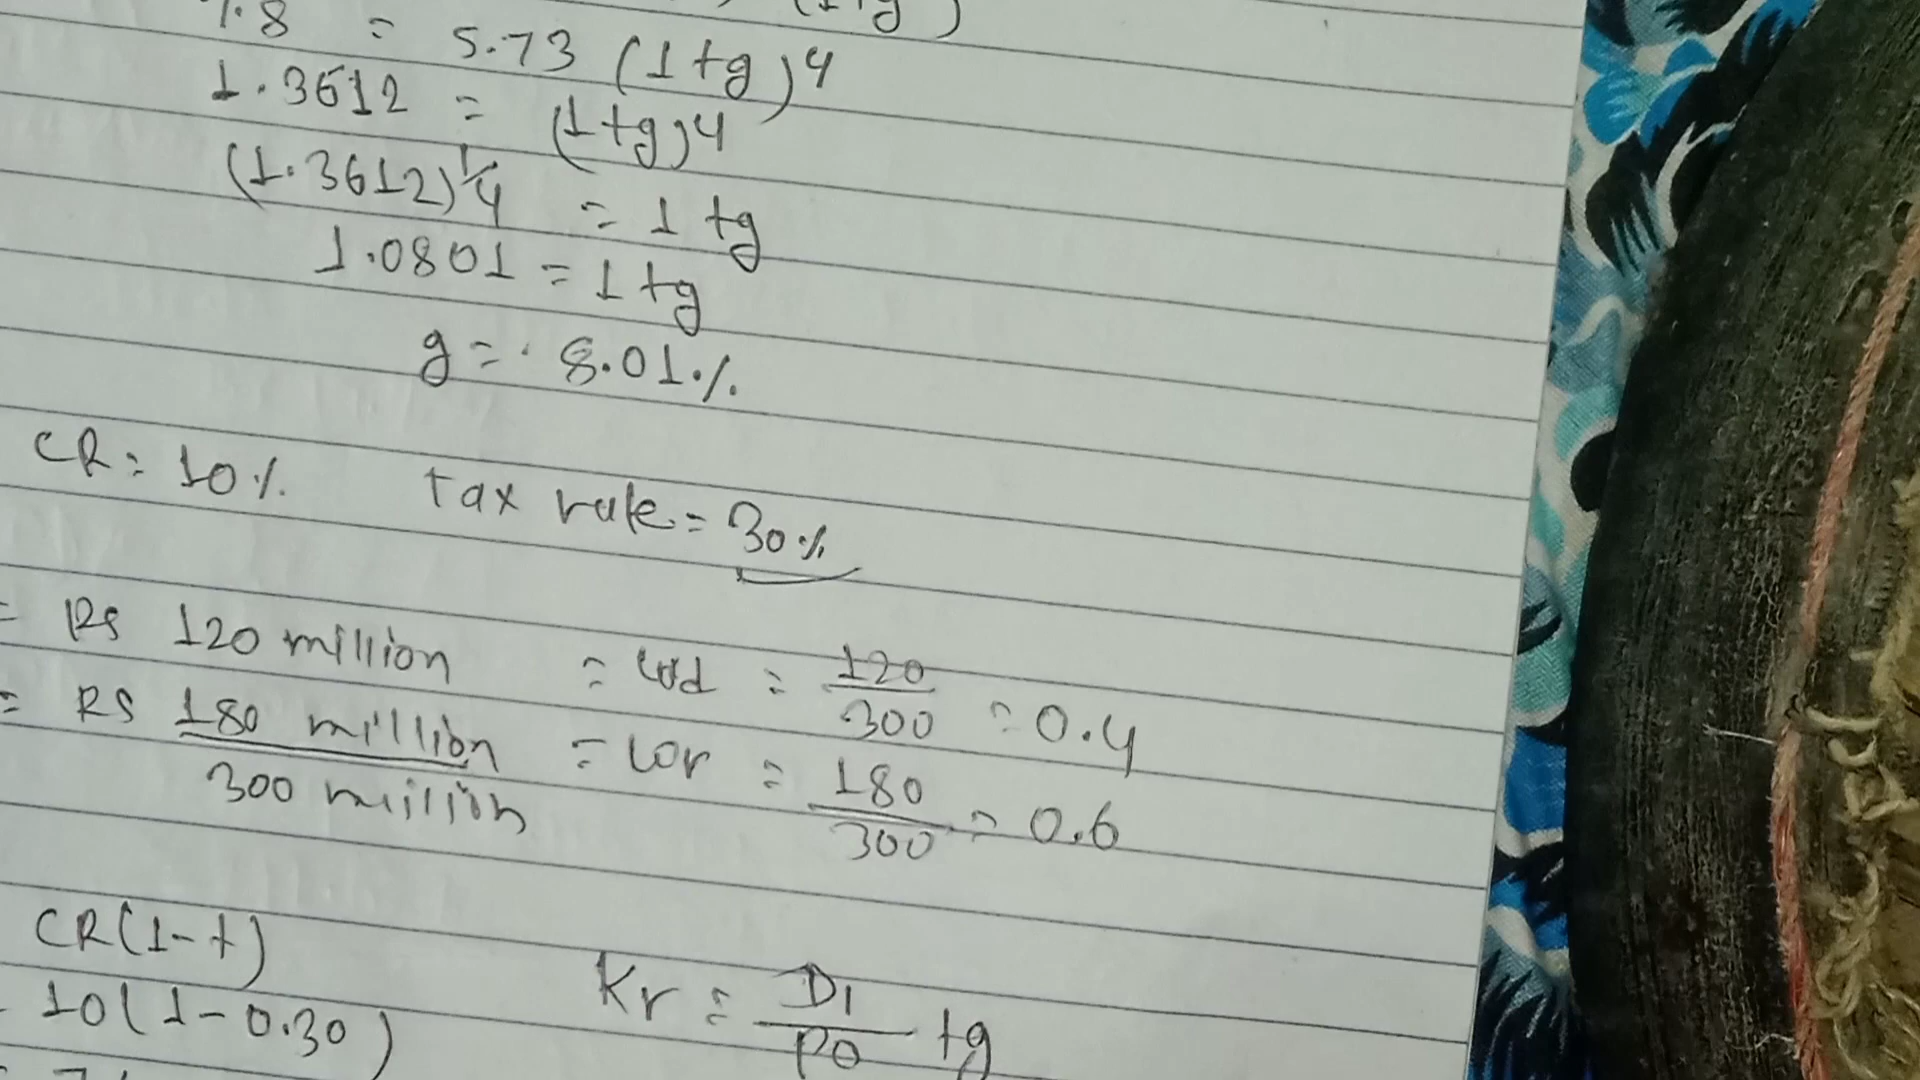 7.8 = 5.73 (1+g)4
1.3612 = (1+g)4
(1.3612)1/4 = 1+g
1.0801 = 1+g
g = 8.01%
CR = 10% tax rate = 30%
= RS 120 million = wd = 120/300 = 0.4
= RS 180 million = wr = 180/300 = 0.6
300 million
CR(1-t)
10(1-0.30) Kr = D1/P0 + g